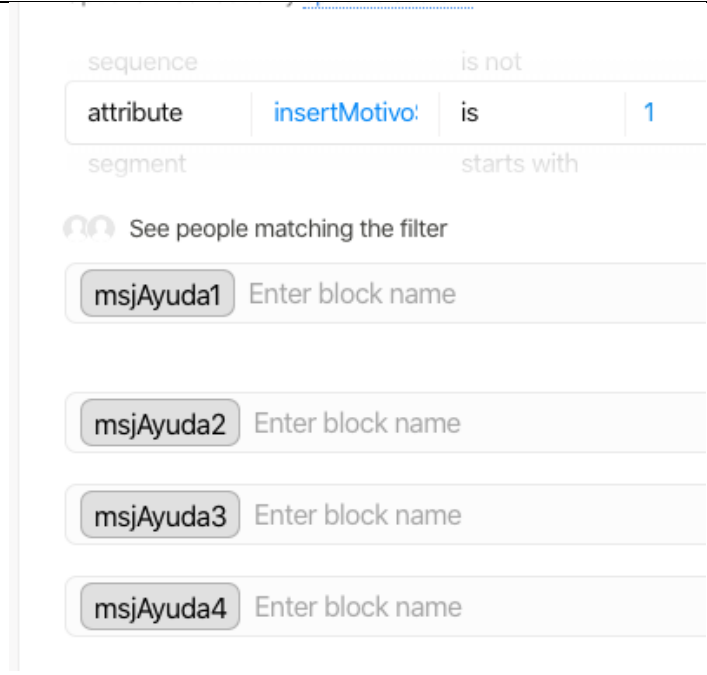 sequence is not
attribute insertMotivo is 1
segment starts with
See people matching the filter
msjAyuda1 Enter block name
msjAyuda2 Enter block name
msjAyuda3 Enter block name
msjAyuda4 Enter block name